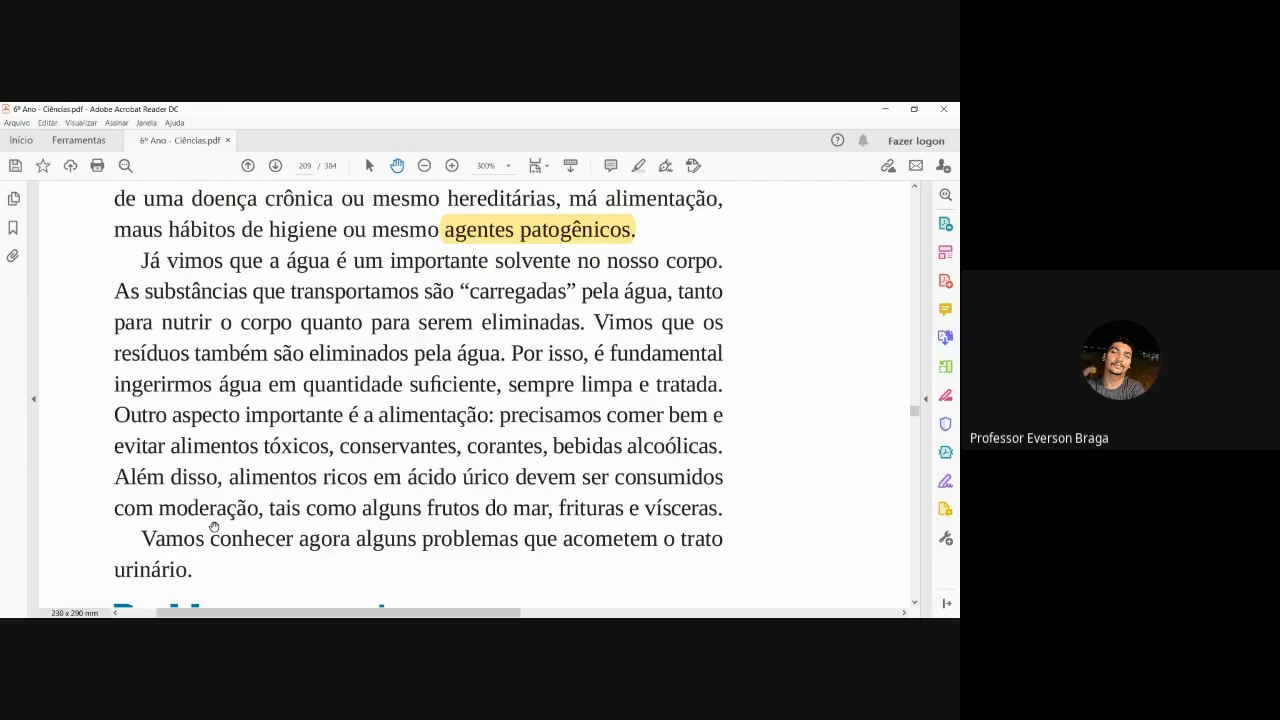 6º Ano - Ciências.pdf - Adobe Acrobat Reader DC
Arquivo Editar Visualizar Assinar Janela Ajuda
Início Ferramentas 6º Ano - Ciências.pdf ×
Fazer logon
209 / 384 300%
de uma doença crônica ou mesmo hereditárias, má alimentação,
maus hábitos de higiene ou mesmo agentes patogênicos.
Já vimos que a água é um importante solvente no nosso corpo.
As substâncias que transportamos são “carregadas” pela água, tanto
para nutrir o corpo quanto para serem eliminadas. Vimos que os
resíduos também são eliminados pela água. Por isso, é fundamental
ingerirmos água em quantidade suficiente, sempre limpa e tratada.
Outro aspecto importante é a alimentação: precisamos comer bem e
evitar alimentos tóxicos, conservantes, corantes, bebidas alcoólicas.
Além disso, alimentos ricos em ácido úrico devem ser consumidos
com moderação, tais como alguns frutos do mar, frituras e vísceras.
Vamos conhecer agora alguns problemas que acometem o trato
urinário.
230 x 290 mm
Professor Everson Braga